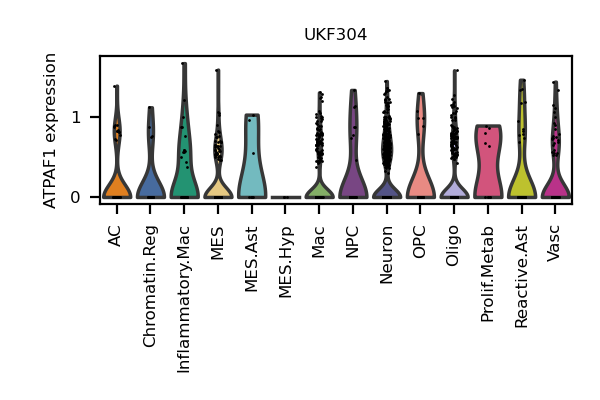 UKF304
ATPAF1 expression
1
0
AC
Chromatin.Reg
Inflammatory.Mac
MES
MES.Ast
MES.Hyp
Mac
NPC
Neuron
OPC
Oligo
Prolif.Metab
Reactive.Ast
Vasc